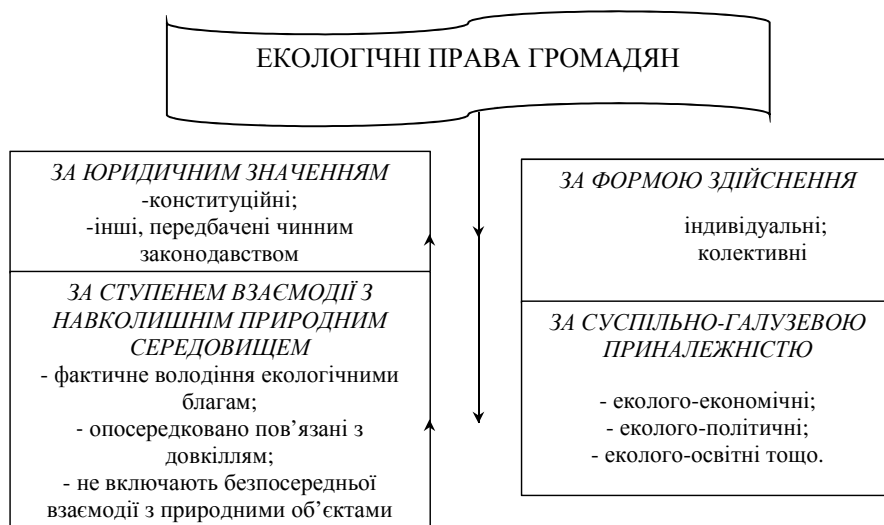 ЕКОЛОГІЧНІ ПРАВА ГРОМАДЯН
ЗА ЮРИДИЧНИМ ЗНАЧЕННЯМ
-конституційні;
-інші, передбачені чинним
законодавством
ЗА СТУПЕНЕМ ВЗАЄМОДІЇ З
НАВКОЛИШНІМ ПРИРОДНИМ
СЕРЕДОВИЩЕМ
- фактичне володіння екологічними
благам;
- опосередковано пов’язані з
довкіллям;
- не включають безпосередньої
взаємодії з природними об’єктами
ЗА ФОРМОЮ ЗДІЙСНЕННЯ
індивідуальні;
колективні
ЗА СУСПІЛЬНО-ГАЛУЗЕВОЮ
ПРИНАЛЕЖНІСТЮ
- еколого-економічні;
- еколого-політичні;
- еколого-освітні тощо.